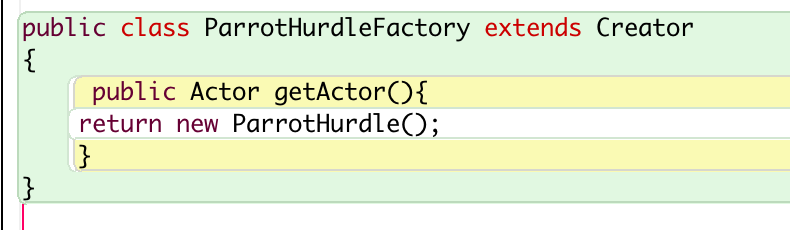 public class ParrotHurdleFactory extends Creator
{
public Actor getActor(){
return new ParrotHurdle();
}
}